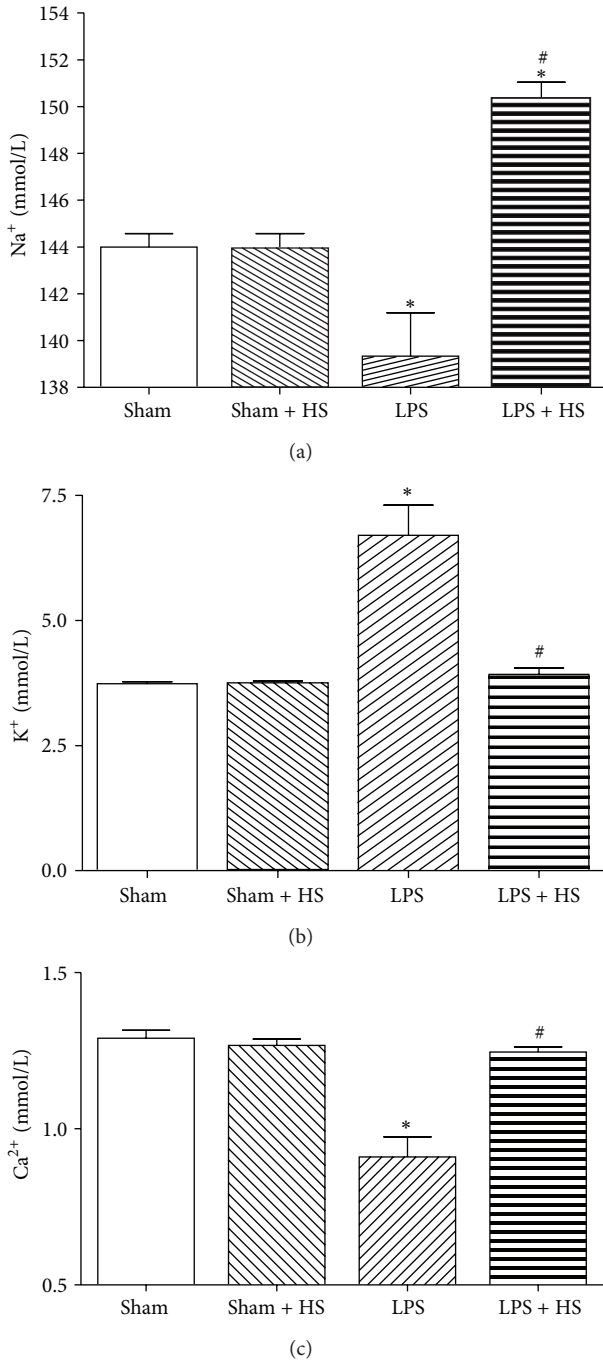 154
152
150
148
146
144
142
140
138
Na⁺ (mmol/L)
#
*
*
Sham Sham + HS LPS LPS + HS
(a)
7.5
5.0
2.5
0.0
K⁺ (mmol/L)
*
#
Sham Sham + HS LPS LPS + HS
(b)
1.5
1.0
0.5
Ca²⁺ (mmol/L)
#
*
Sham Sham + HS LPS LPS + HS
(c)